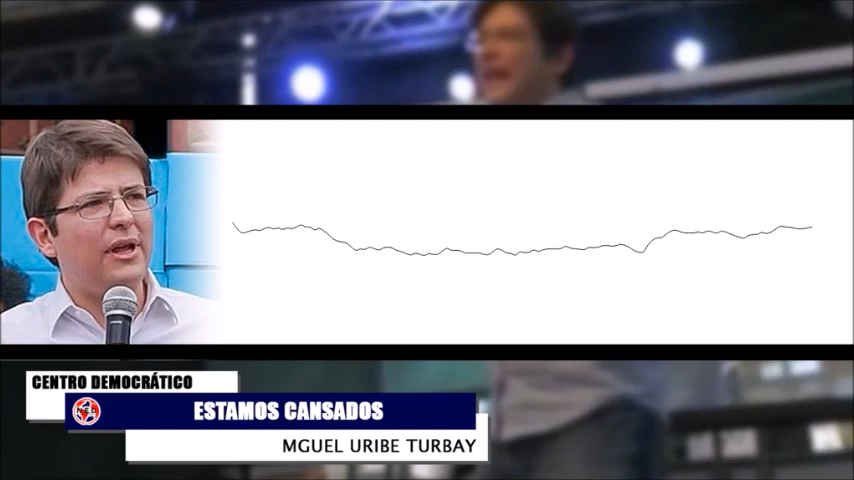 CENTRO DEMOCRÁTICO
ESTAMOS CANSADOS
MGUEL URIBE TURBAY